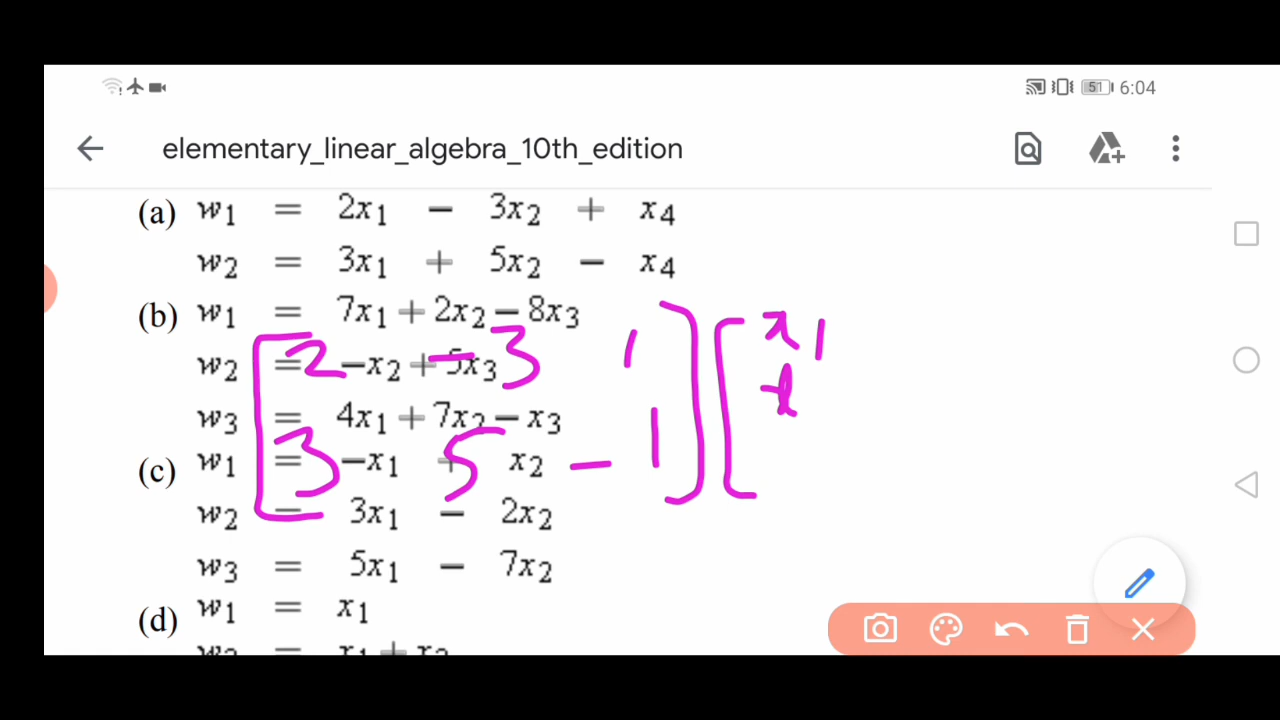 51 6:04
elementary_linear_algebra_10th_edition
(a) w1 = 2x1 − 3x2 + x4
w2 = 3x1 + 5x2 − x4
(b) w1 = 7x1 + 2x2 − 8x3
w2 = −x2 + 5x3
w3 = 4x1 + 7x2 − x3
(c) w1 = −x1 + x2
w2 = 3x1 − 2x2
w3 = 5x1 − 7x2
(d) w1 = x1
2 −3 1
3 5 −1
x1